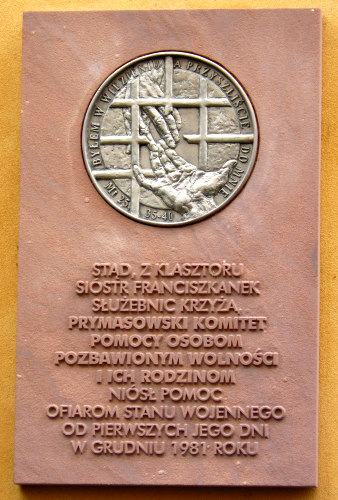 BYŁEM W WIĘZIENIU A PRZYSZLIŚCIE DO MNIE
Mt 25, 35-40
STĄD, Z KLASZTORU
SIÓSTR FRANCISZKANEK
SŁUŻEBNIC KRZYŻA,
PRYMASOWSKI KOMITET
POMOCY OSOBOM
POZBAWIONYM WOLNOŚCI
I ICH RODZINOM
NIÓSŁ POMOC
OFIAROM STANU WOJENNEGO
OD PIERWSZYCH JEGO DNI
W GRUDNIU 1981 ROKU